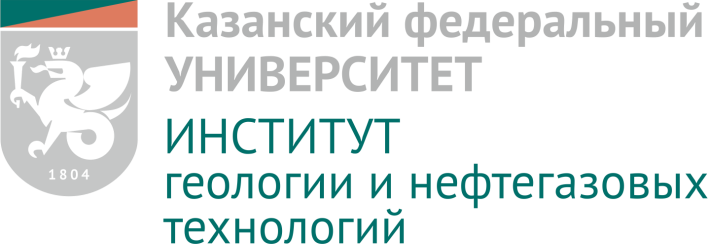 Казанский федеральный
УНИВЕРСИТЕТ
ИНСТИТУТ
геологии и нефтегазовых
технологий
1804